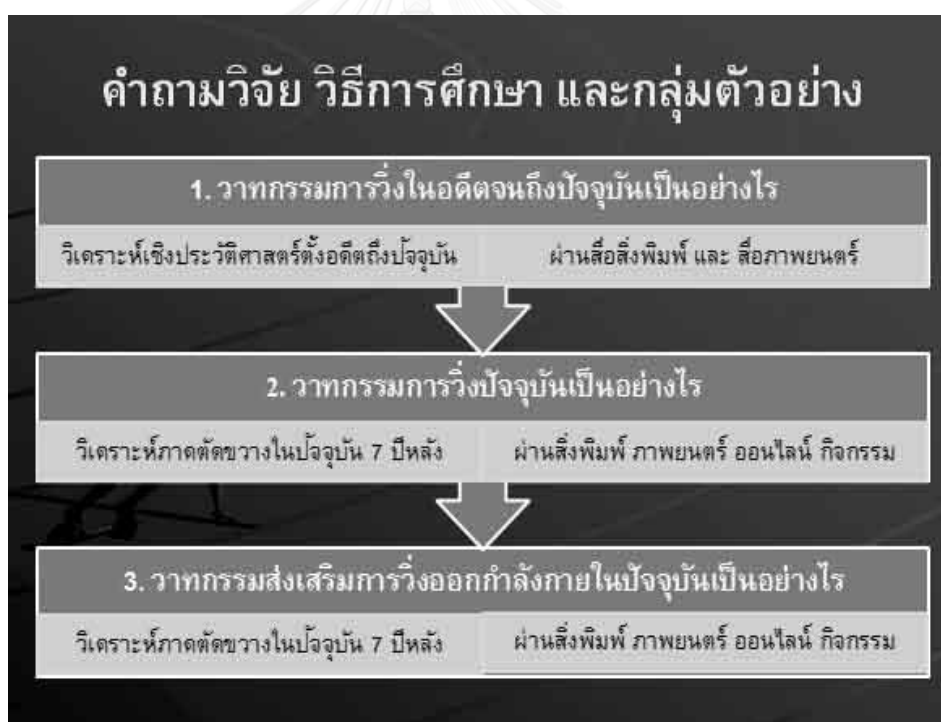 คำถามวิจัย วิธีการศึกษา และกลุ่มตัวอย่าง
1. วาทกรรมการวิ่งในอดีตจนถึงปัจจุบันเป็นอย่างไร
วิเคราะห์เชิงประวัติศาสตร์ตั้งอดีตถึงปัจจุบัน
ผ่านสื่อสิ่งพิมพ์ และ สื่อภาพยนตร์
2. วาทกรรมการวิ่งปัจจุบันเป็นอย่างไร
วิเคราะห์ภาคตัดขวางในปัจจุบัน 7 ปีหลัง
ผ่านสิ่งพิมพ์ ภาพยนตร์ ออนไลน์ กิจกรรม
3. วาทกรรมส่งเสริมการวิ่งออกกำลังกายในปัจจุบันเป็นอย่างไร
วิเคราะห์ภาคตัดขวางในปัจจุบัน 7 ปีหลัง
ผ่านสิ่งพิมพ์ ภาพยนตร์ ออนไลน์ กิจกรรม